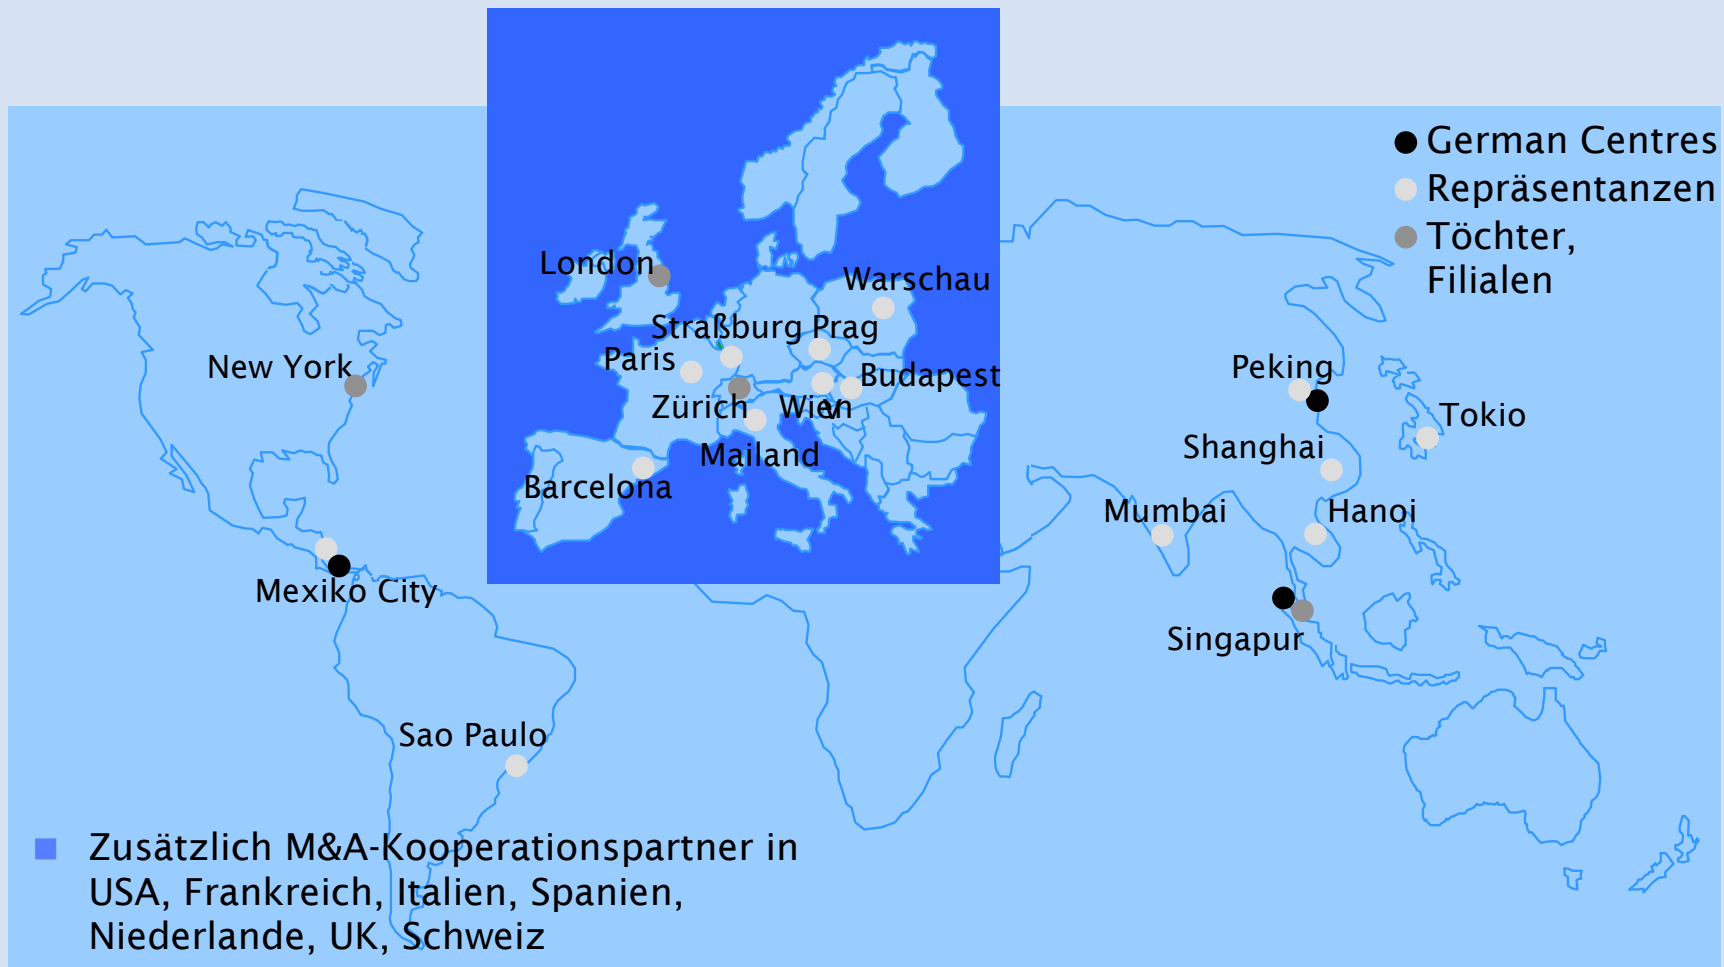 German Centres
Repräsentanzen
Töchter,
Filialen
London
Warschau
Straßburg
Prag
Paris
Budapest
Zürich
Wien
Mailand
Barcelona
New York
Mexiko City
Sao Paulo
Peking
Tokio
Shanghai
Mumbai
Hanoi
Singapur
Zusätzlich M&A-Kooperationspartner in
USA, Frankreich, Italien, Spanien,
Niederlande, UK, Schweiz